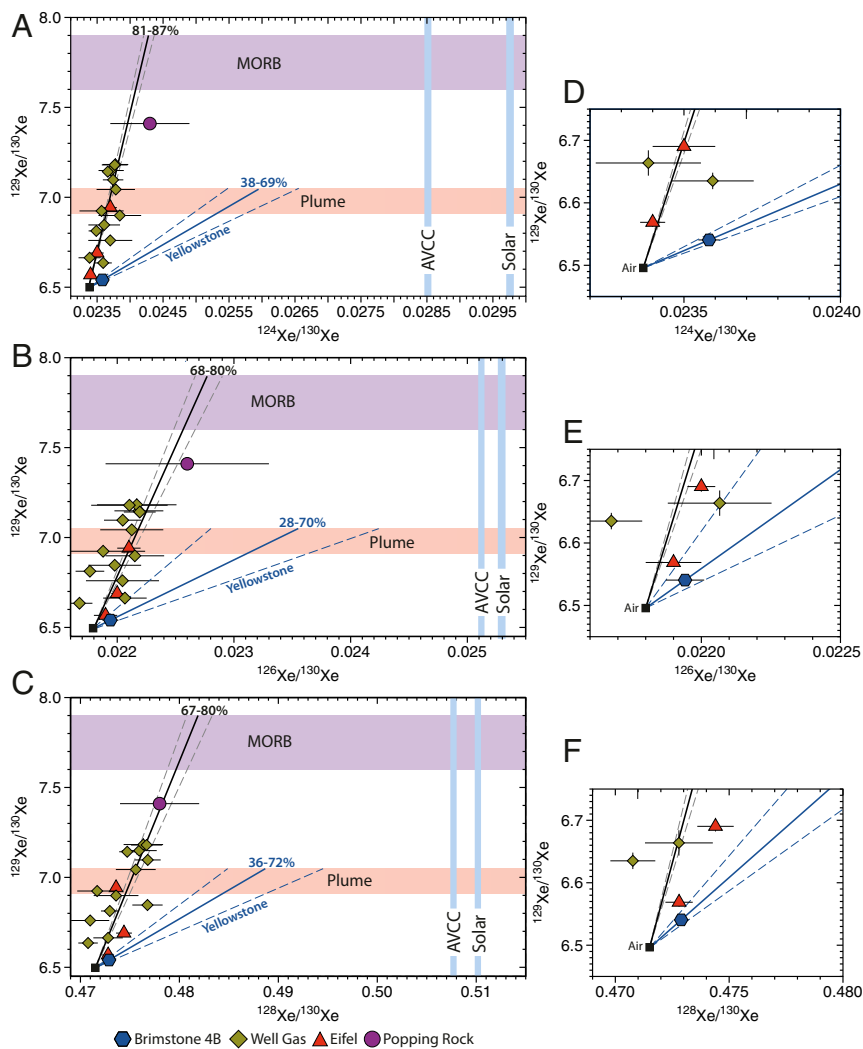 A
8.0
7.5
7.0
6.5
129Xe/130Xe
81-87%
MORB
38-69%
Plume
Yellowstone
AVCC
Solar
0.0235
0.0245
0.0255
0.0265
0.0275
0.0285
0.0295
124Xe/130Xe
D
6.7
6.6
6.5
129Xe/130Xe
Air
0.0235
0.0240
124Xe/130Xe
B
8.0
7.5
7.0
6.5
129Xe/130Xe
68-80%
MORB
28-70%
Plume
Yellowstone
AVCC
Solar
0.022
0.023
0.024
0.025
126Xe/130Xe
E
6.7
6.6
6.5
129Xe/130Xe
Air
0.0220
0.0225
126Xe/130Xe
C
8.0
7.5
7.0
6.5
129Xe/130Xe
67-80%
MORB
36-72%
Plume
Yellowstone
AVCC
Solar
0.47
0.48
0.49
0.50
0.51
128Xe/130Xe
F
6.7
6.6
6.5
129Xe/130Xe
Air
0.470
0.475
0.480
128Xe/130Xe
Brimstone 4B Well Gas Eifel Popping Rock